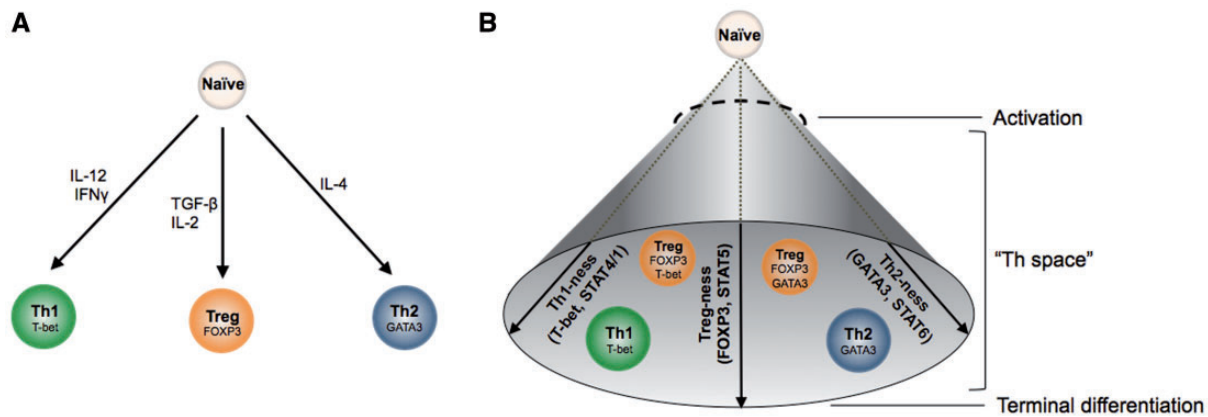 A
Naïve
IL-12
IFNγ
TGF-β
IL-2
IL-4
Th1
T-bet
Treg
FOXP3
Th2
GATA3
B
Naïve
Activation
"Th space"
Terminal differentiation
Th1-ness
(T-bet, STAT4/1)
Treg
FOXP3
T-bet
Treg-ness
(FOXP3, STAT5)
Treg
FOXP3
GATA3
Th2-ness
(GATA3, STAT6)
Th1
T-bet
Th2
GATA3